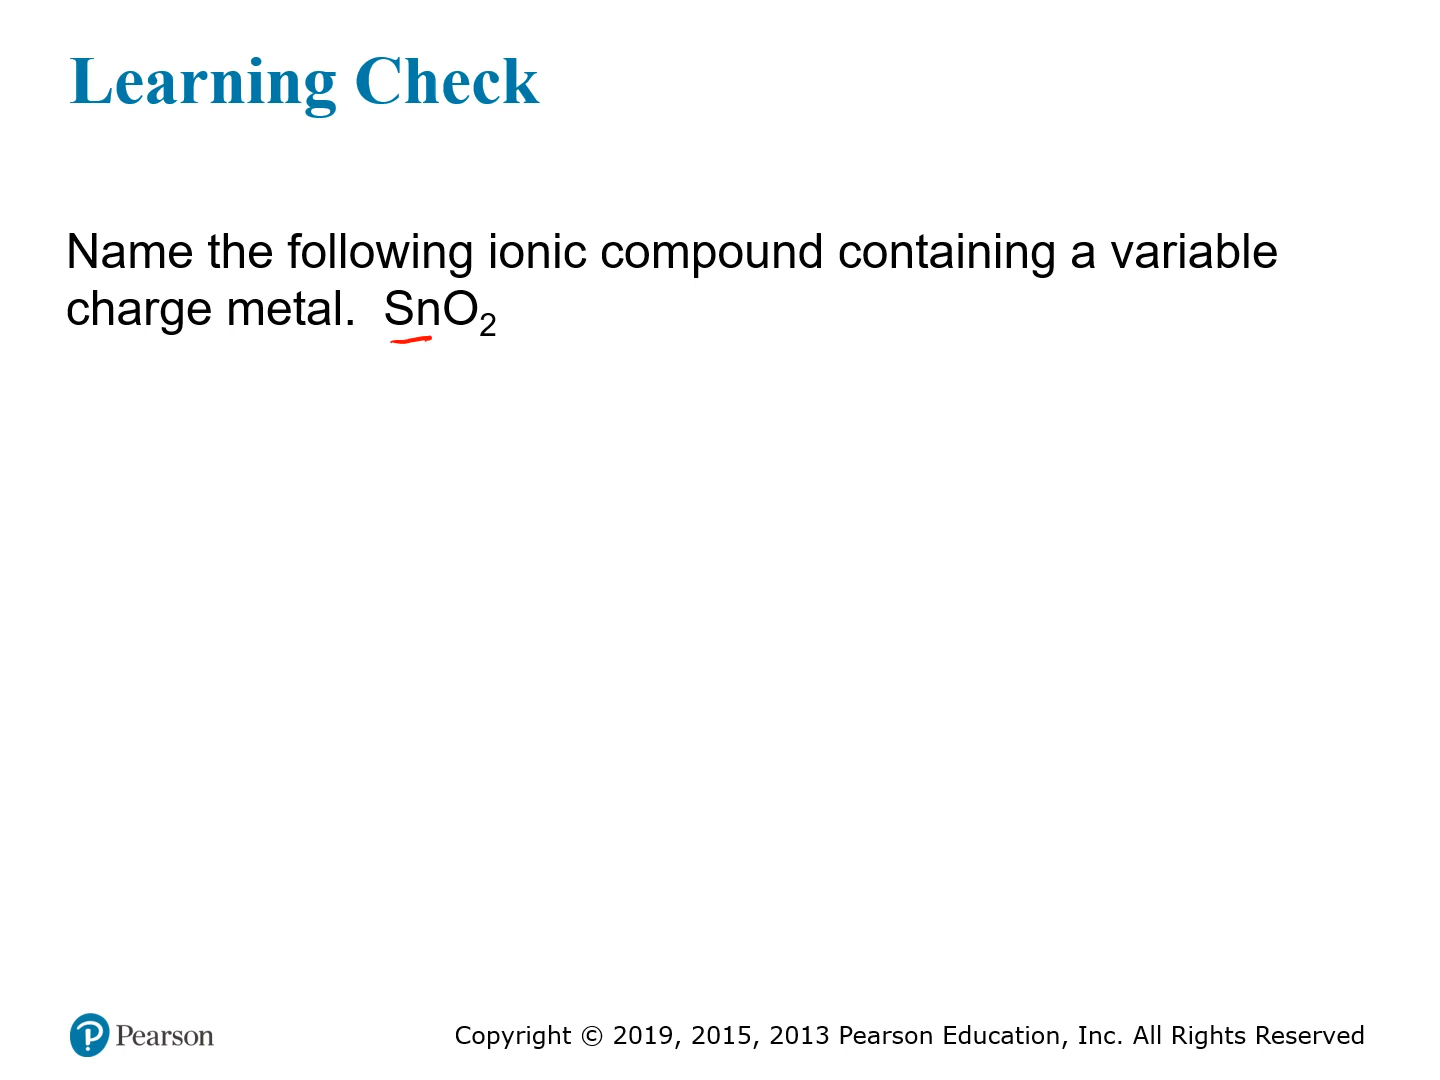 Learning Check
Name the following ionic compound containing a variable
charge metal. SnO₂
Pearson
Copyright © 2019, 2015, 2013 Pearson Education, Inc. All Rights Reserved